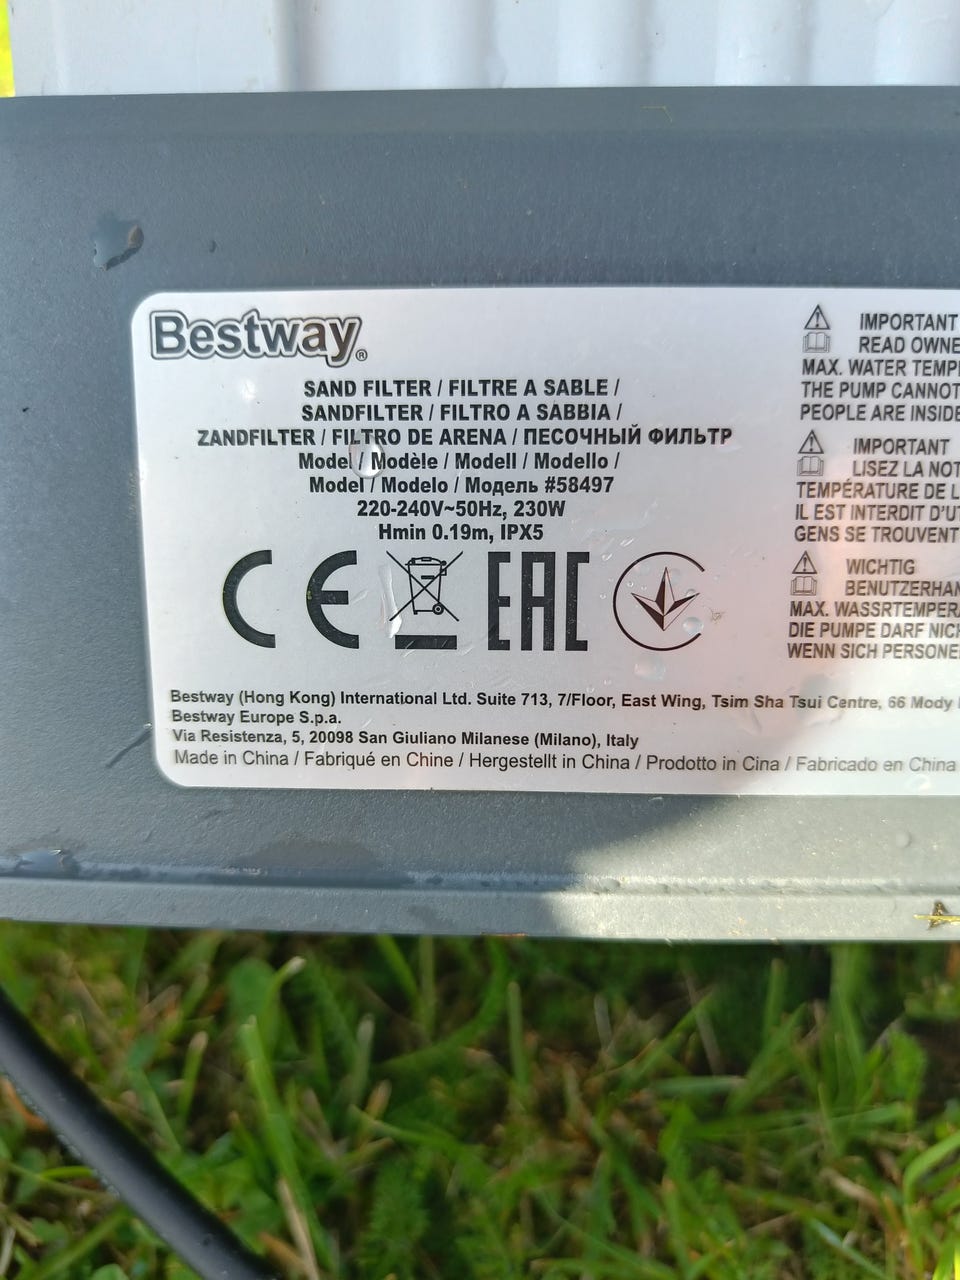 Bestway®
SAND FILTER / FILTRE A SABLE /
SANDFILTER / FILTRO A SABBIA /
ZANDFILTER / FILTRO DE ARENA / ПЕСОЧНЫЙ ФИЛЬТР
Model / Modèle / Modell / Modello /
Model / Modelo / Модель #58497
220-240V~50Hz, 230W
Hmin 0.19m, IPX5
CE EAC
Bestway (Hong Kong) International Ltd. Suite 713, 7/Floor, East Wing, Tsim Sha Tsui Centre, 66 Mody
Bestway Europe S.p.a.
Via Resistenza, 5, 20098 San Giuliano Milanese (Milano), Italy
Made in China / Fabriqué en Chine / Hergestellt in China / Prodotto in Cina / Fabricado en China
IMPORTANT
READ OWNE
MAX. WATER TEMP
THE PUMP CANNOT
PEOPLE ARE INSIDE
IMPORTANT
LISEZ LA NOT
TEMPÉRATURE DE L
IL EST INTERDIT D'UT
GENS SE TROUVENT
WICHTIG
BENUTZERHAN
MAX. WASSRTEMPERA
DIE PUMPE DARF NICH
WENN SICH PERSONE